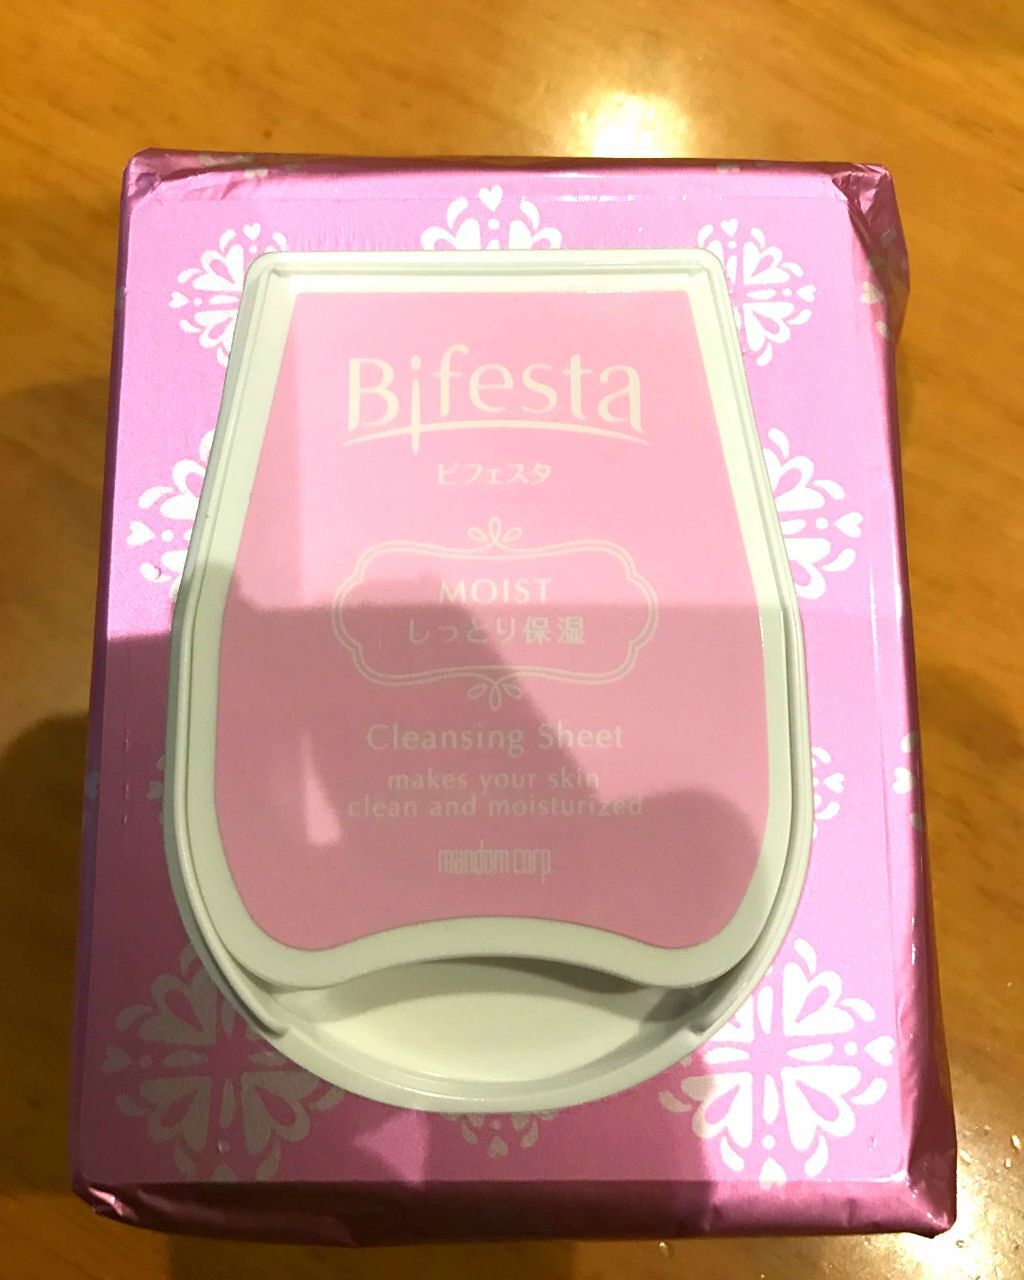 Bifesta
ビフェスタ
MOIST
しっとり保湿
Cleansing Sheet
makes your skin
clean and moisturized
mandom corp.